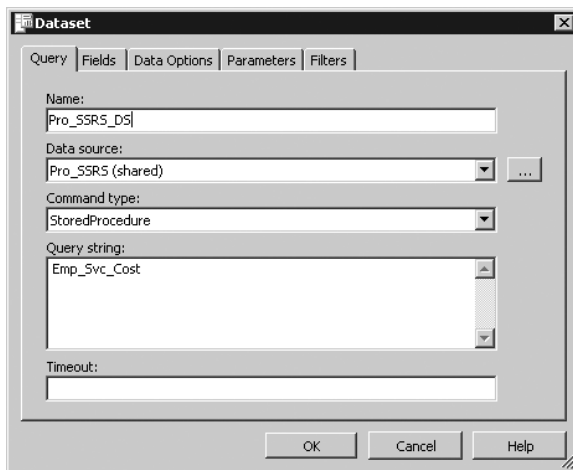 Dataset
Query Fields Data Options Parameters Filters
Name:
Pro_SSRS_DS
Data source:
Pro_SSRS (shared)
...
Command type:
StoredProcedure
Query string:
Emp_Svc_Cost
Timeout:
OK Cancel Help